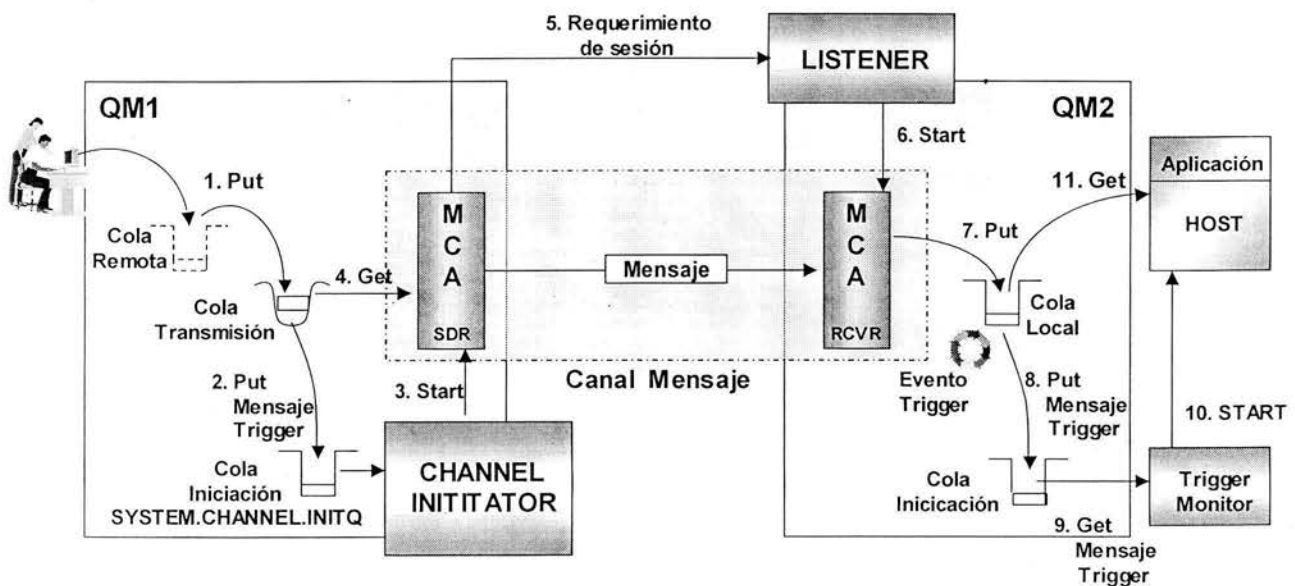 5. Requerimiento
de sesión
LISTENER
QM1
QM2
6. Start
1. Put
Cola
Remota
M
C
A
SDR
Mensaje
M
C
A
RCVR
7. Put
11. Get
Aplicación
HOST
4. Get
Cola
Transmisión
Cola
Local
2. Put
Mensaje
Trigger
3. Start
Canal Mensaje
Evento
Trigger
8. Put
Mensaje
Trigger
10. START
Cola
Iniciación
SYSTEM.CHANNEL.INITQ
CHANNEL
INITITATOR
Cola
Inicicación
Trigger
Monitor
9. Get
Mensaje
Trigger